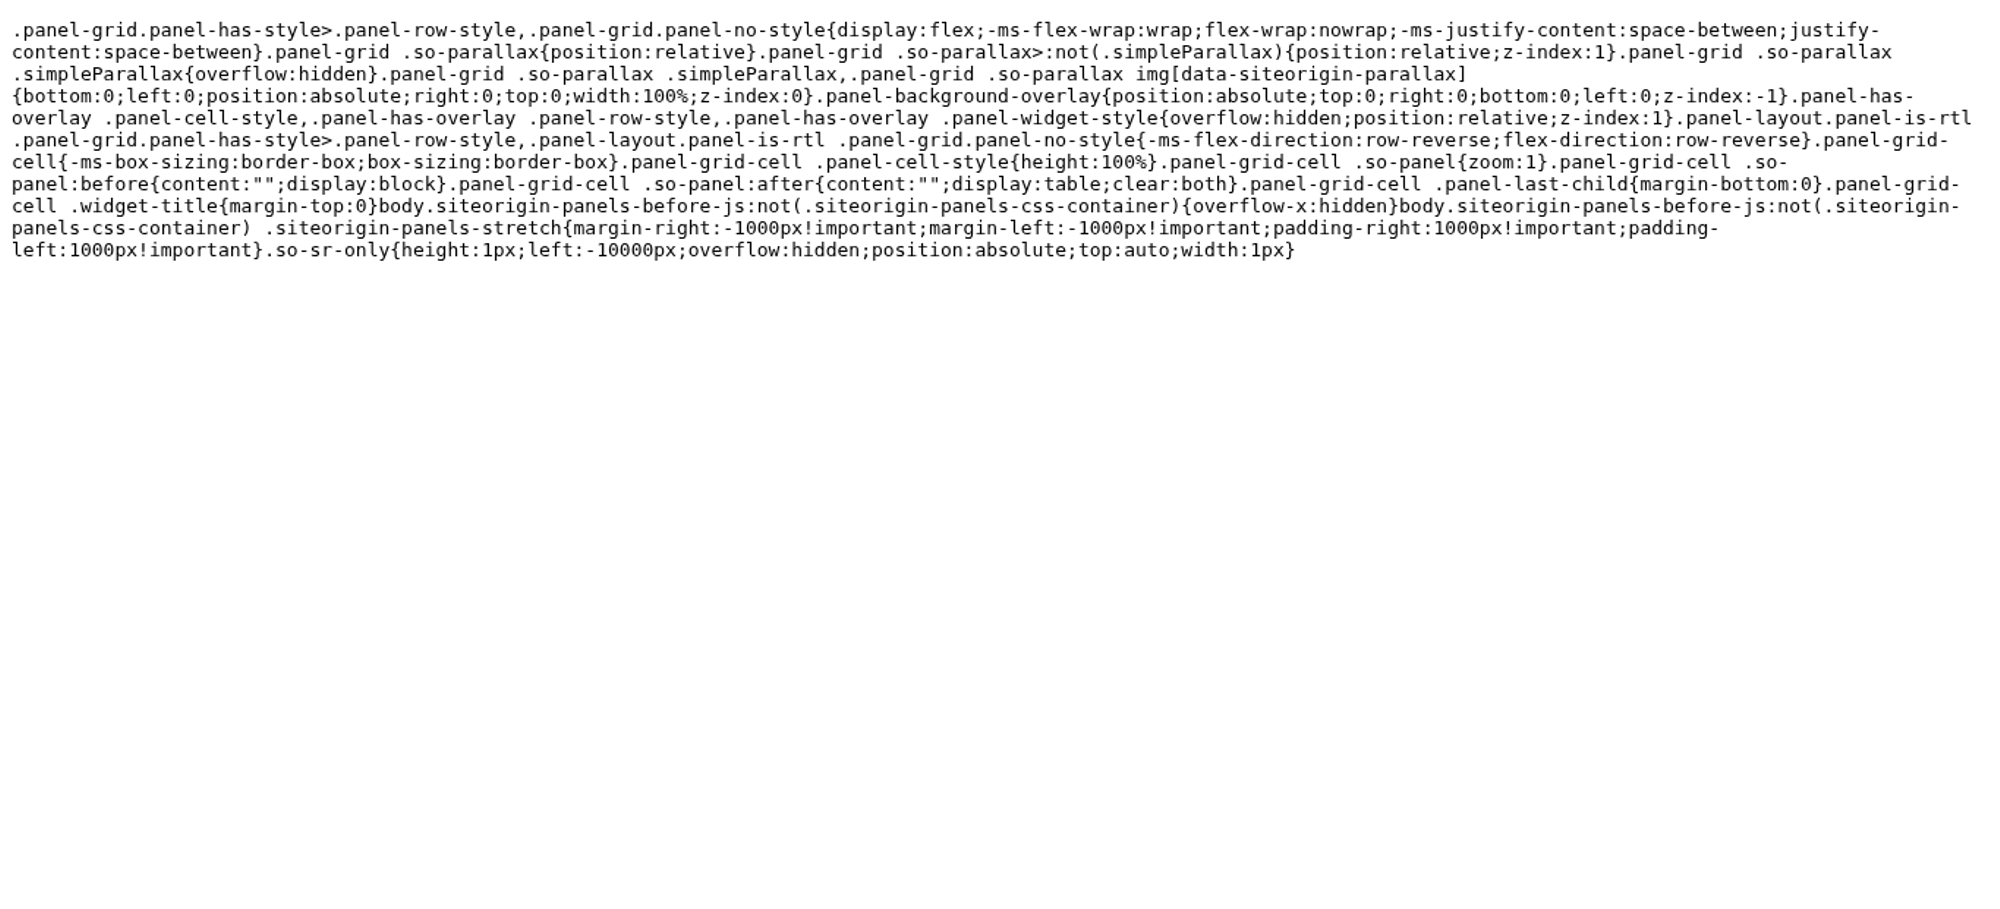 .panel-grid.panel-has-style>.panel-row-style,.panel-grid.panel-no-style{display:flex;-ms-flex-wrap:wrap;flex-wrap:nowrap;-ms-justify-content:space-between;justify-
content:space-between}.panel-grid .so-parallax{position:relative}.panel-grid .so-parallax>:not(.simpleParallax){position:relative;z-index:1}.panel-grid .so-parallax
.simpleParallax{overflow:hidden}.panel-grid .so-parallax .simpleParallax,.panel-grid .so-parallax img[data-siteorigin-parallax]
{bottom:0;left:0;position:absolute;right:0;top:0;width:100%;z-index:0}.panel-background-overlay{position:absolute;top:0;right:0;bottom:0;left:0;z-index:-1}.panel-has-
overlay .panel-cell-style,.panel-has-overlay .panel-row-style,.panel-has-overlay .panel-widget-style{overflow:hidden;position:relative;z-index:1}.panel-layout.panel-is-rtl
.panel-grid.panel-has-style>.panel-row-style,.panel-layout.panel-is-rtl .panel-grid.panel-no-style{-ms-flex-direction:row-reverse;flex-direction:row-reverse}.panel-grid-
cell{-ms-box-sizing:border-box;box-sizing:border-box}.panel-grid-cell .panel-cell-style{height:100%}.panel-grid-cell .so-panel{zoom:1}.panel-grid-cell .so-
panel:before{content:"";display:block}.panel-grid-cell .so-panel:after{content:"";display:table;clear:both}.panel-grid-cell .panel-last-child{margin-bottom:0}.panel-grid-
cell .widget-title{margin-top:0}body.siteorigin-panels-before-js:not(.siteorigin-panels-css-container){overflow-x:hidden}body.siteorigin-panels-before-js:not(.siteorigin-
panels-css-container) .siteorigin-panels-stretch{margin-right:-1000px!important;margin-left:-1000px!important;padding-right:1000px!important;padding-
left:1000px!important}.so-sr-only{height:1px;left:-10000px;overflow:hidden;position:absolute;top:auto;width:1px}